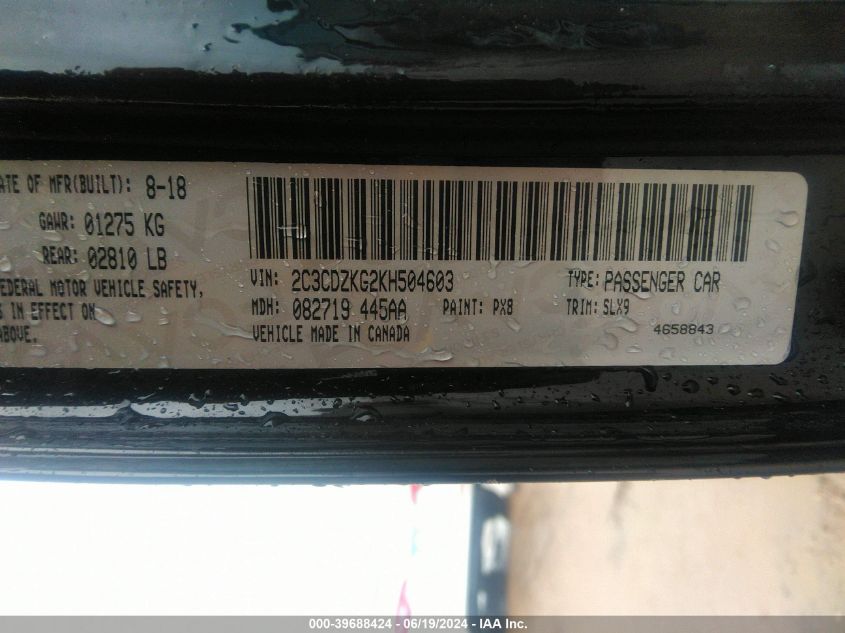 ATE OF MFR(BUILT): 8-18
GAWR: 01275 KG
REAR: 02810 LB
FEDERAL MOTOR VEHICLE SAFETY,
S IN EFFECT ON
ABOVE.
VIN: 2C3CDZKG2KH504603 TYPE: PASSENGER CAR
MDH: 082719 445AA PAINT: PX8 TRIM: SLX9
VEHICLE MADE IN CANADA 4658843
000-39688424 - 06/19/2024 - IAA Inc.